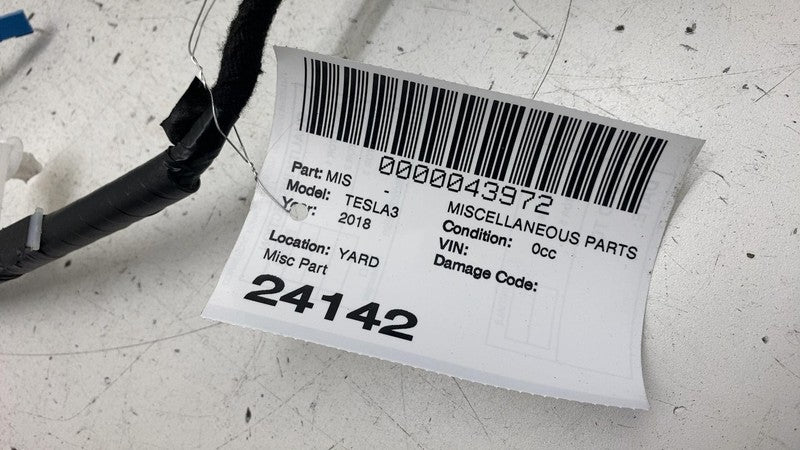 0000043972
Part: MIS - MISCELLANEOUS PARTS
Model: TESLA3 Condition: 0cc
Year: 2018 VIN:
Damage Code:
Location: YARD
Misc Part
24142